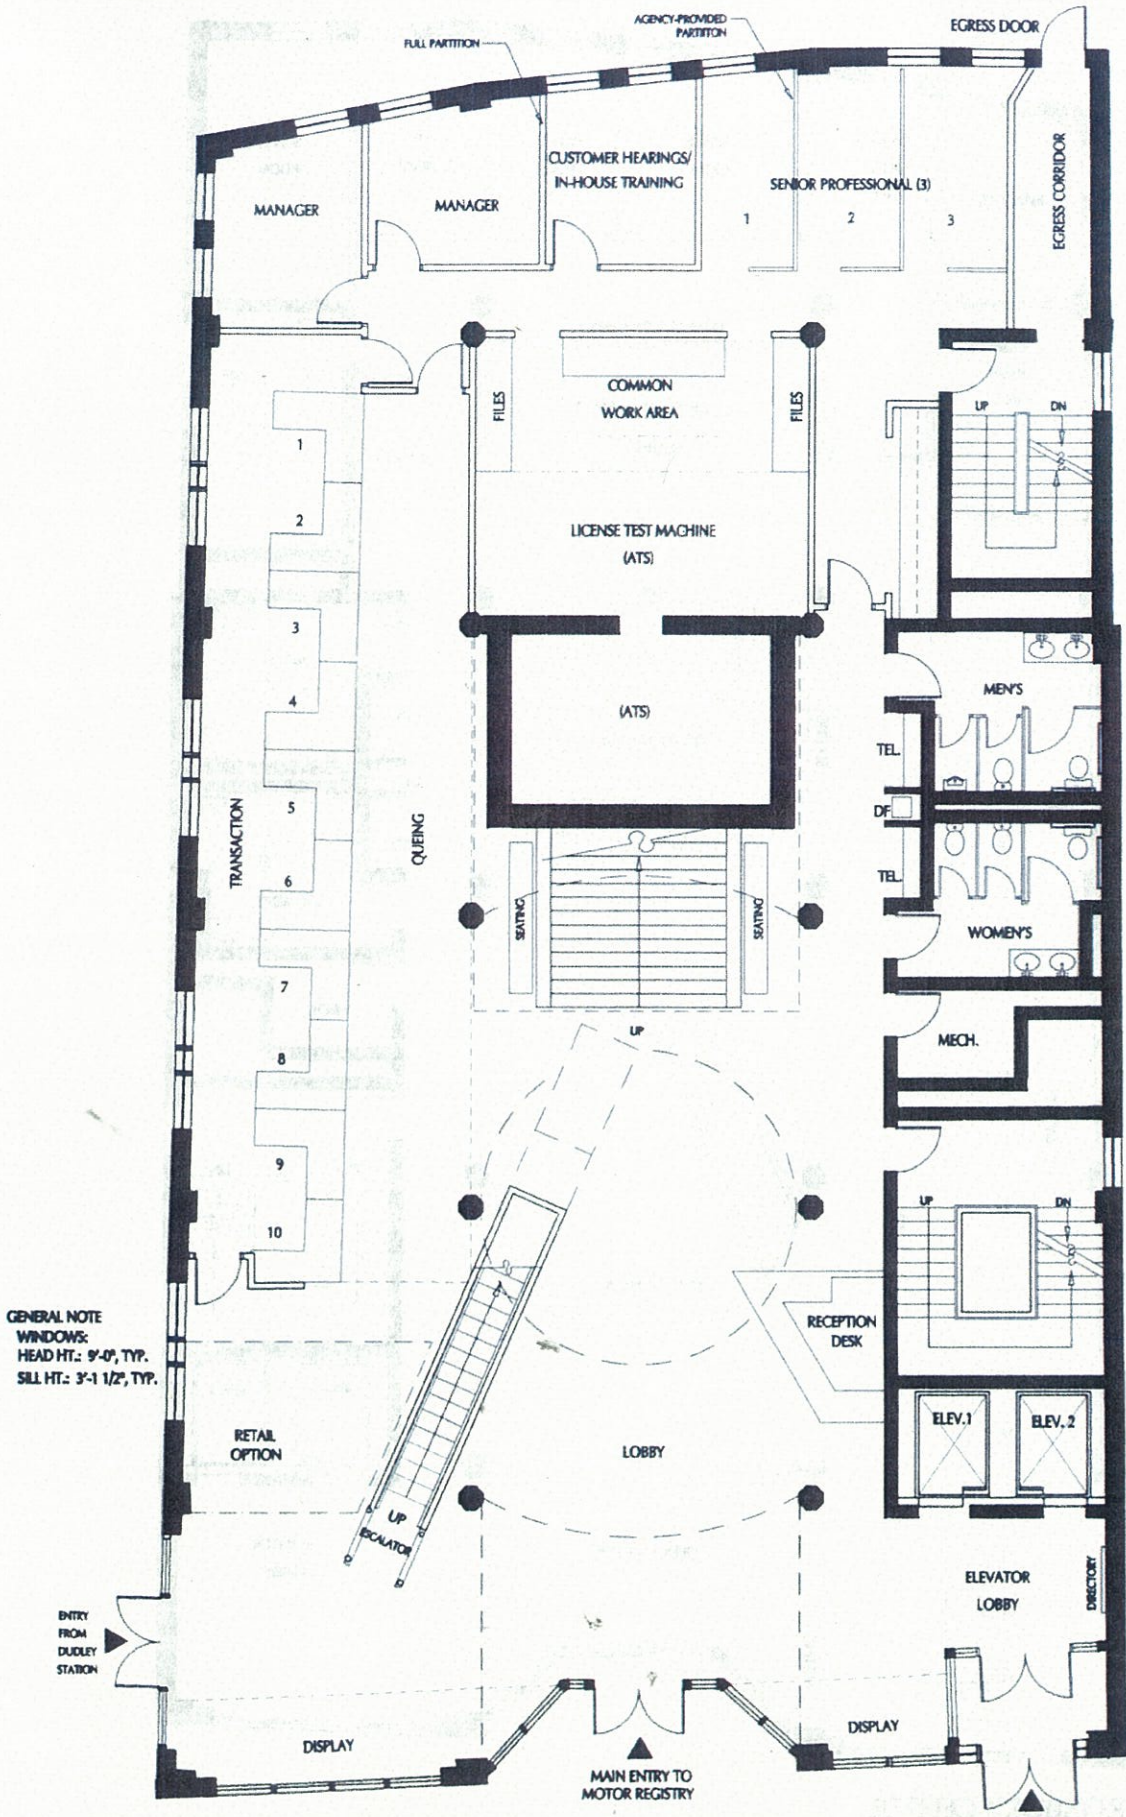 AGENCY-PROVIDED
PARTITON
EGRESS DOOR
FULL PARTITION
CUSTOMER HEARINGS/
IN-HOUSE TRAINING
MANAGER
MANAGER
SENIOR PROFESSIONAL (3)
1
2
3
EGRESS CORRIDOR
COMMON
WORK AREA
FILES
FILES
UP
DN
1
2
3
4
5
6
7
8
9
10
TRANSACTION
QUEING
LICENSE TEST MACHINE
(ATS)
(ATS)
MEN'S
TEL.
DF
TEL.
WOMEN'S
SEATING
SEATING
UP
MECH.
UP
DN
RECEPTION
DESK
GENERAL NOTE
WINDOWS:
HEAD HT.: 9'-0", TYP.
SILL HT.: 3'-1 1/2", TYP.
RETAIL
OPTION
LOBBY
ELEV.1
ELEV. 2
UP
ESCALATOR
ELEVATOR
LOBBY
DIRECTORY
ENTRY
FROM
DUDLEY
STATION
DISPLAY
DISPLAY
MAIN ENTRY TO
MOTOR REGISTRY